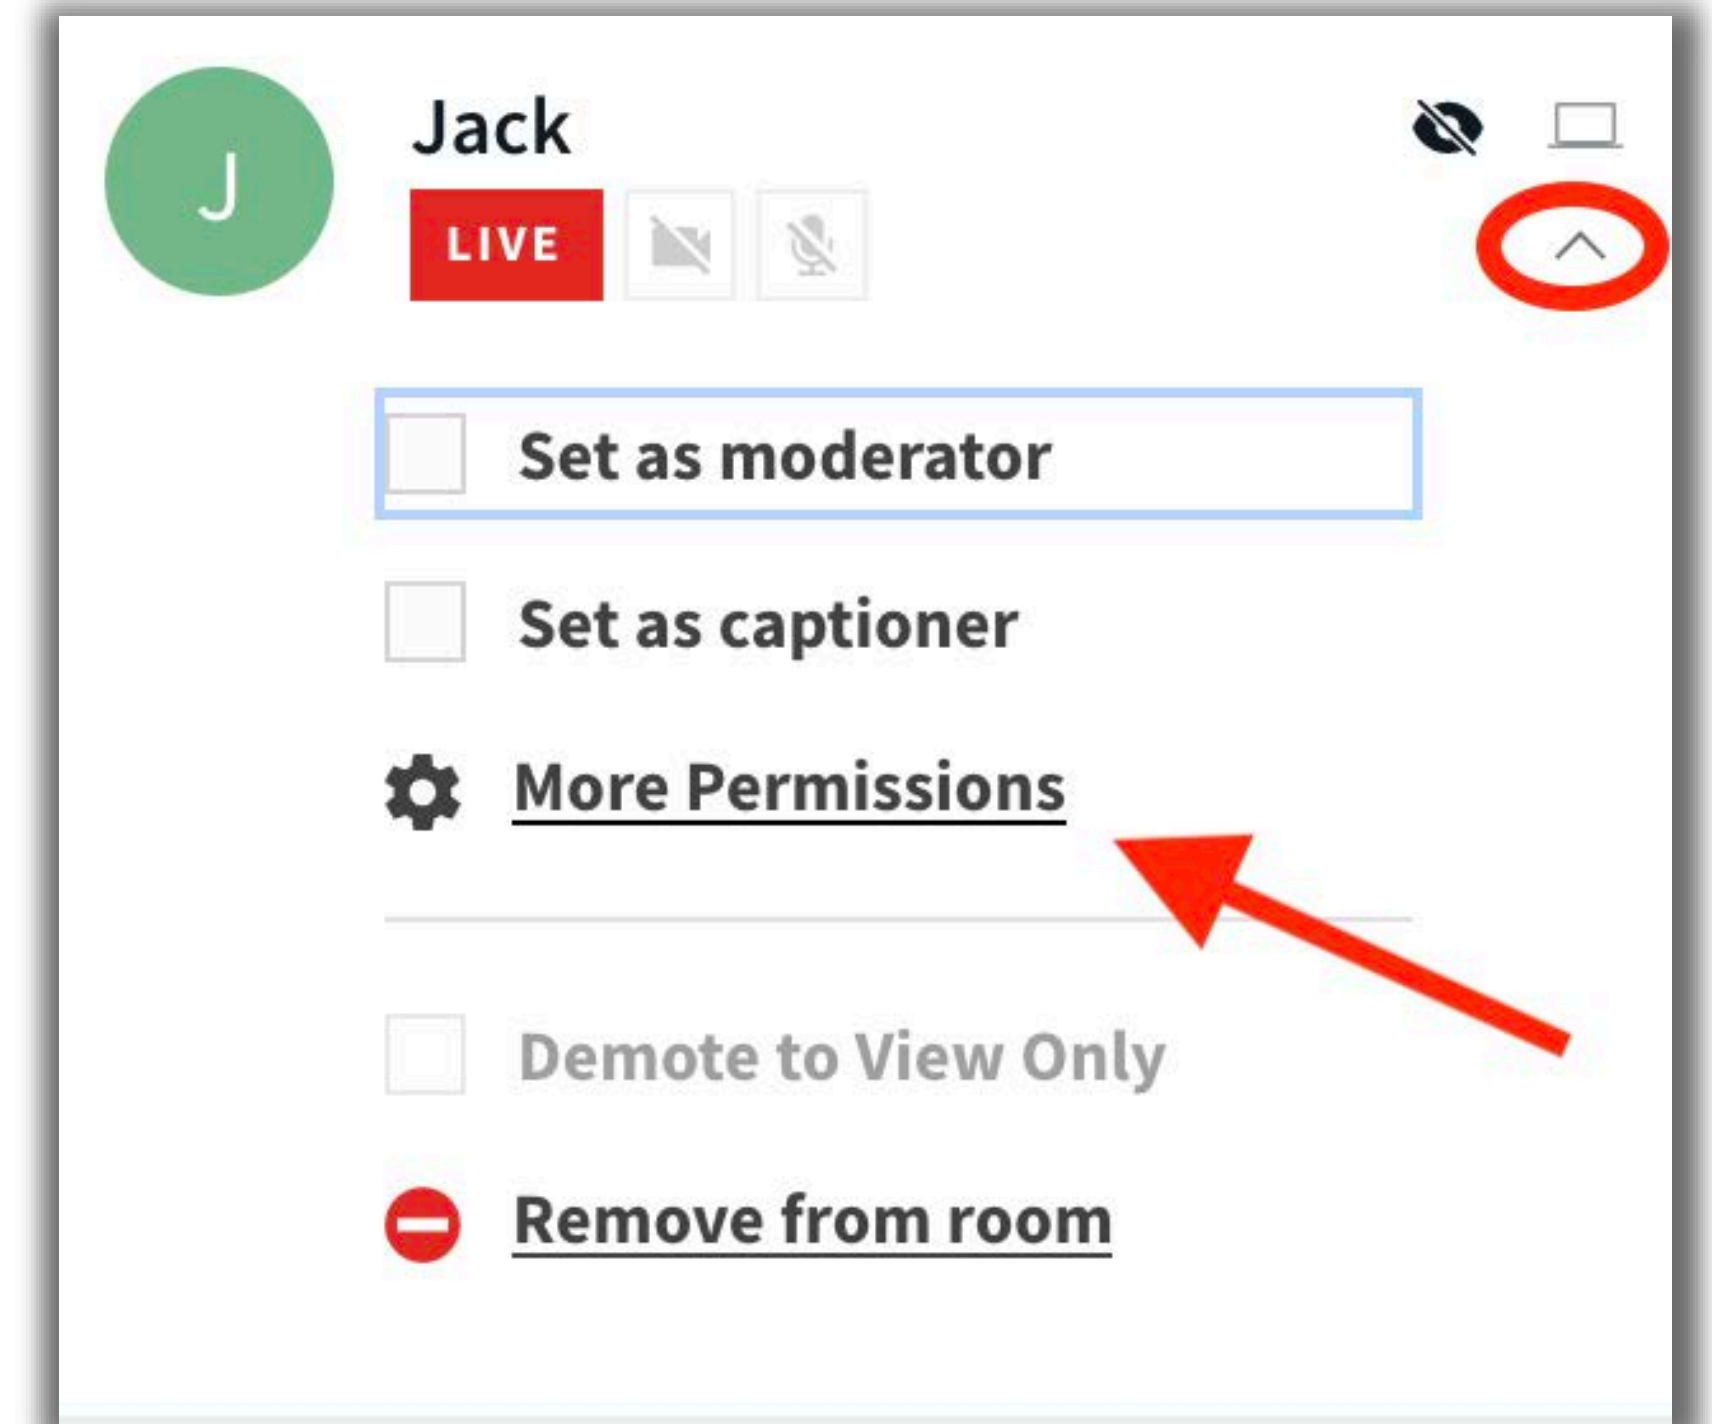 J
Jack
LIVE
Set as moderator
Set as captioner
More Permissions
Demote to View Only
Remove from room